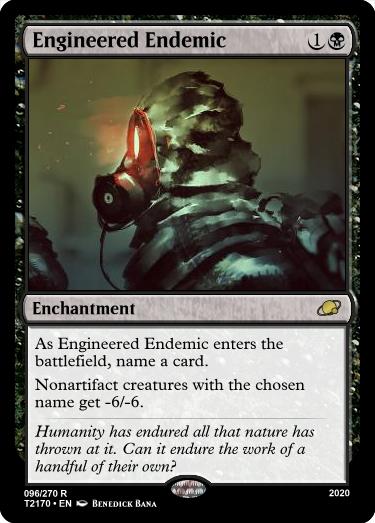 Engineered Endemic 1
Enchantment
As Engineered Endemic enters the
battlefield, name a card.
Nonartifact creatures with the chosen
name get -6/-6.
Humanity has endured all that nature has
thrown at it. Can it endure the work of a
handful of their own?
096/270 R 2020
T2170 • EN Benedick Bana